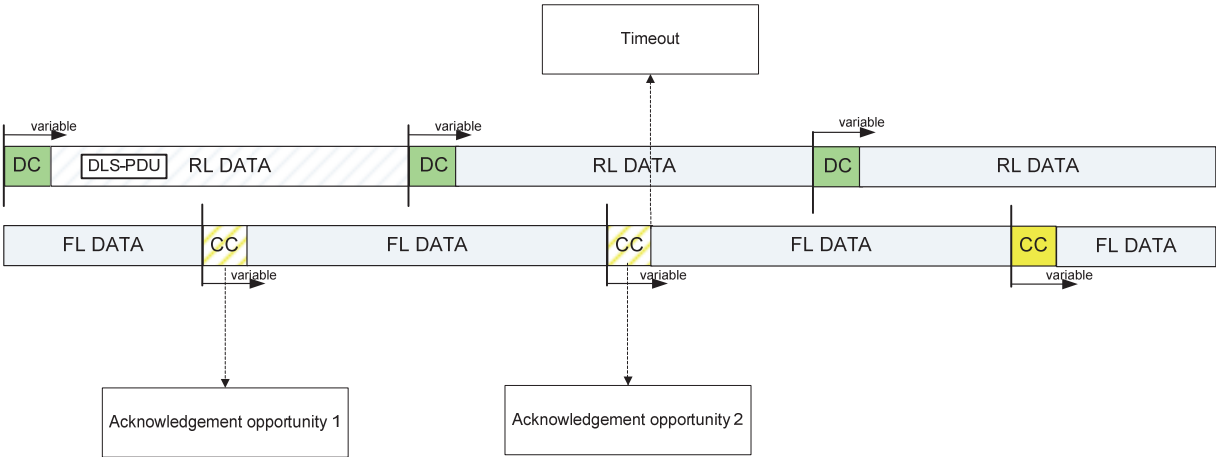 Timeout
variable
variable
variable
DC
DLS-PDU
RL DATA
DC
RL DATA
DC
RL DATA
FL DATA
CC
FL DATA
CC
FL DATA
CC
FL DATA
variable
variable
variable
Acknowledgement opportunity 1
Acknowledgement opportunity 2